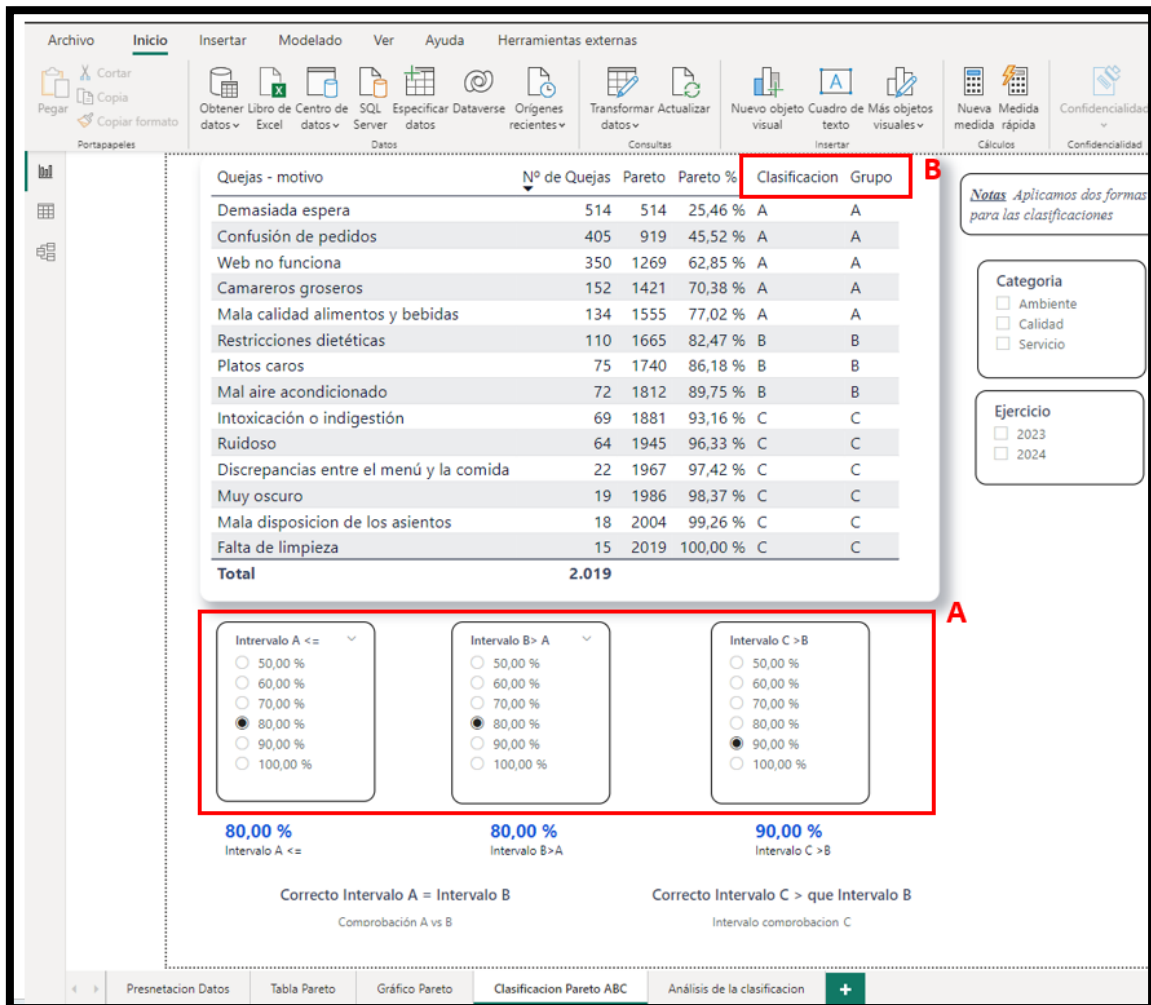 Archivo Inicio Insertar Modelado Ver Ayuda Herramientas externas
Pegar
Cortar
Copia
Copiar formato
Portapapeles
Obtener datos
Libro de Excel
Centro de datos
SQL Server
Especificar datos
Dataverse
Orígenes recientes
Datos
Transformar datos
Actualizar
Consultas
Nuevo objeto visual
Cuadro de texto
Más objetos visuales
Insertar
Nueva medida
Medida rápida
Cálculos
Confidencialidad
Confidencialidad
Quejas - motivo Nº de Quejas Pareto Pareto % Clasificacion Grupo
B
Demasiada espera 514 514 25,46 % A A
Confusión de pedidos 405 919 45,52 % A A
Web no funciona 350 1269 62,85 % A A
Camareros groseros 152 1421 70,38 % A A
Mala calidad alimentos y bebidas 134 1555 77,02 % A A
Restricciones dietéticas 110 1665 82,47 % B B
Platos caros 75 1740 86,18 % B B
Mal aire acondicionado 72 1812 89,75 % B B
Intoxicación o indigestión 69 1881 93,16 % C C
Ruidoso 64 1945 96,33 % C C
Discrepancias entre el menú y la comida 22 1967 97,42 % C C
Muy oscuro 19 1986 98,37 % C C
Mala disposicion de los asientos 18 2004 99,26 % C C
Falta de limpieza 15 2019 100,00 % C C
Total 2.019
Notas Aplicamos dos formas
para las clasificaciones
Categoria
Ambiente
Calidad
Servicio
Ejercicio
2023
2024
A
Intrervalo A <=
50,00 %
60,00 %
70,00 %
80,00 %
90,00 %
100,00 %
Intervalo B> A
50,00 %
60,00 %
70,00 %
80,00 %
90,00 %
100,00 %
Intervalo C >B
50,00 %
60,00 %
70,00 %
80,00 %
90,00 %
100,00 %
80,00 %
Intervalo A <=
80,00 %
Intervalo B>A
90,00 %
Intervalo C >B
Correcto Intervalo A = Intervalo B
Comprobación A vs B
Correcto Intervalo C > que Intervalo B
Intervalo comprobacion C
Presnetacion Datos Tabla Pareto Gráfico Pareto Clasificacion Pareto ABC Análisis de la clasificacion +